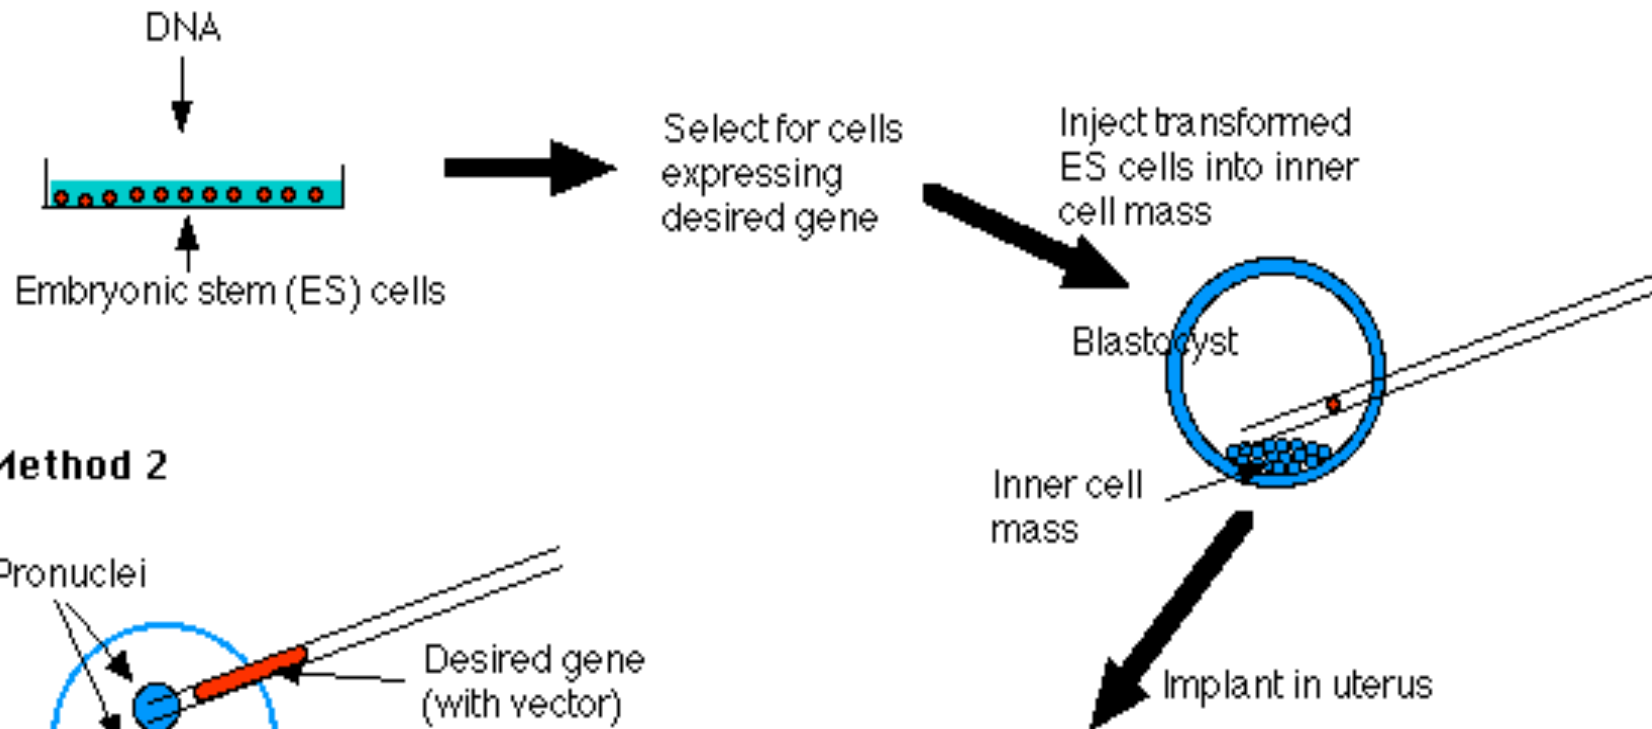 DNA
Embryonic stem (ES) cells
Select for cells
expressing
desired gene
Inject transformed
ES cells into inner
cell mass
Blastocyst
Inner cell
mass
Implant in uterus
Method 2
Pronuclei
Desired gene
(with vector)